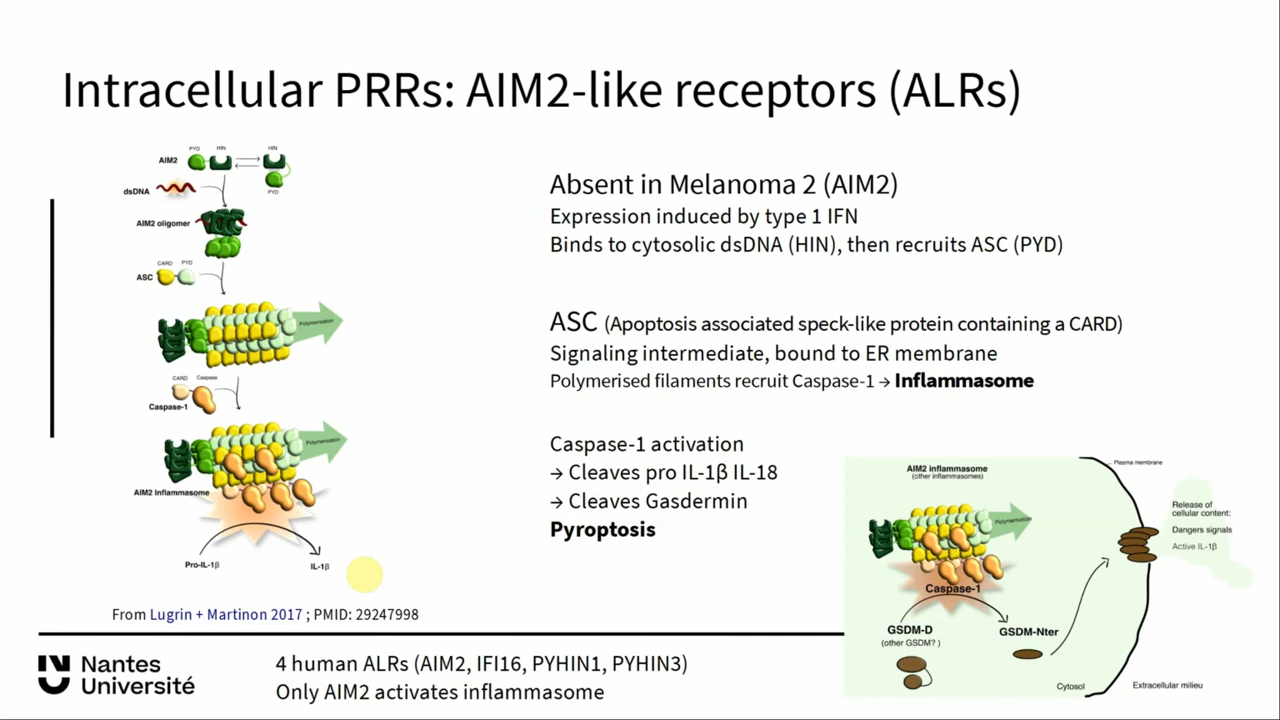 Intracellular PRRs: AIM2-like receptors (ALRs)
PYD HIN HIN
AIM2
PYD
dsDNA
AIM2 oligomer
CARD PYD
ASC
Polymerisation
CARD Caspase
Caspase-1
Polymerisation
AIM2 Inflammasome
Pro-IL-1β IL-1β
From Lugrin + Martinon 2017 ; PMID: 29247998
Absent in Melanoma 2 (AIM2)
Expression induced by type 1 IFN
Binds to cytosolic dsDNA (HIN), then recruits ASC (PYD)
ASC (Apoptosis associated speck-like protein containing a CARD)
Signaling intermediate, bound to ER membrane
Polymerised filaments recruit Caspase-1 → Inflammasome
Caspase-1 activation
→ Cleaves pro IL-1β IL-18
→ Cleaves Gasdermin
Pyroptosis
AIM2 inflammasome
(other inflammasomes)
Plasma membrane
Polymerisation
Release of
cellular content:
Dangers signals
Active IL-1β
Caspase-1
GSDM-D
(other GSDM? )
GSDM-Nter
Cytosol
Extracellular milieu
Nantes
Université
4 human ALRs (AIM2, IFI16, PYHIN1, PYHIN3)
Only AIM2 activates inflammasome